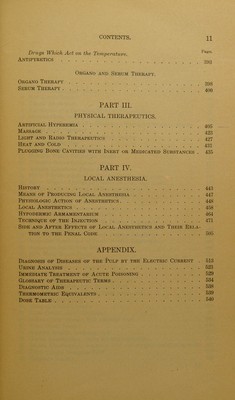 CONTENTS. 11
Drugs Which Act on the Temperature. PAGE
ANTIPYRETICS 398
ORGANO AND SERUM THERAPY.
ORGANO THERAPY 399
SERUM THERAPY 400
PART III.
PHYSICAL THERAPEUTICS.
ARTIFICIAL HYPEREMIA 405
MASSAGE 423
LIGHT AND RADIO THERAPEUTICS 427
HEAT AND COLD 431
PLUGGING BONE CAVITIES WITH INERT OR MEDICATED SUBSTANCES 435
PART IV.
LOCAL ANESTHESIA.
HISTORY 443
MEANS OF PRODUCING LOCAL ANESTHESIA 447
PHYSIOLOGIC ACTION OF ANESTHETICS 448
LOCAL ANESTHETICS 458
HYPODERMIC ARMAMENTARIUM 464
TECHNIQUE OF THE INJECTION 471
SIDE AND AFTER EFFECTS OF LOCAL ANESTHETICS AND THEIR RELA-
TION TO THE PENAL CODE 505
APPENDIX.
DIAGNOSIS OF DISEASES OF THE PULP BY THE ELECTRIC CURRENT 513
URINE ANALYSIS 523
IMMEDIATE TREATMENT OF ACUTE POISONING 529
GLOSSARY OF THERAPEUTIC TERMS 534
DIAGNOSTIC AIDS 538
THERMOMETRIC EQUIVALENTS 539
DOSE TABLE 540